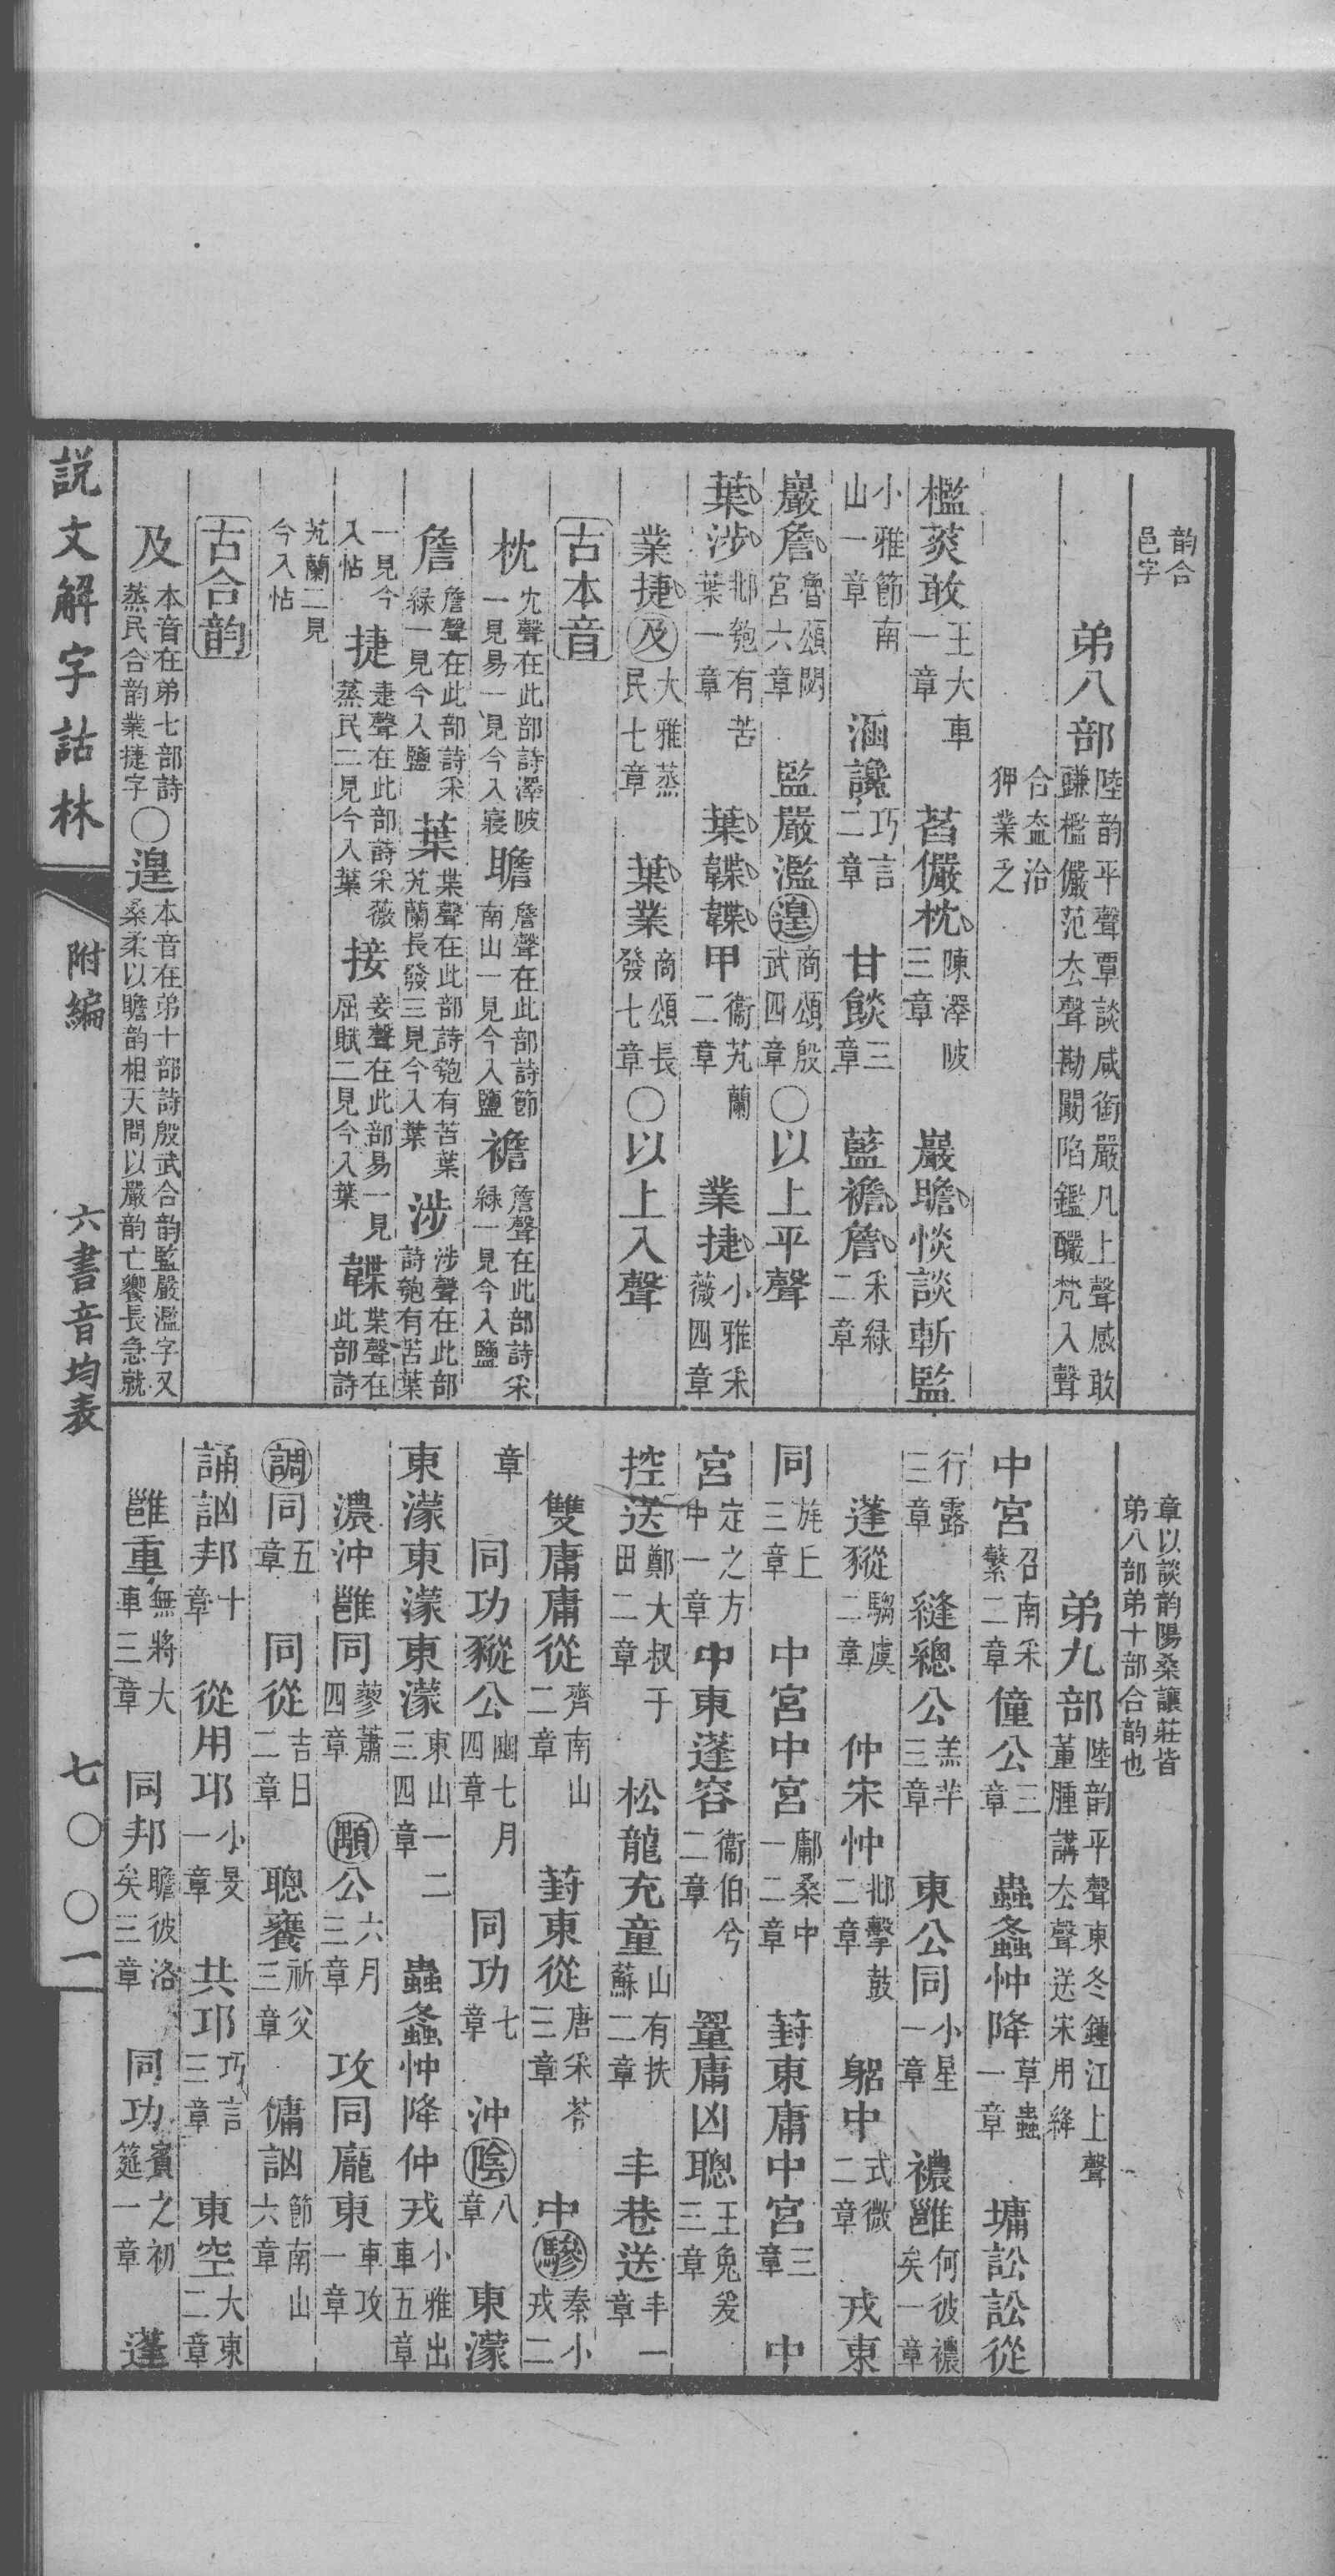 韵合
邑字
弟八部陸韵平聲覃談咸銜嚴凡上聲感敢
豏檻儼范厺聲勘闞陷鑑釅梵入聲
合盍洽
狎業乏
檻菼敢王大車一章 萏儼枕陳澤陂三章 巖瞻惔談斬監
小雅節南山一章 涵讒巧言二章 甘餤三章 藍襜詹采綠二章
嚴詹魯頌閟宮六章 監嚴濫遑商頌殷武四章○以上平聲
葉涉邶匏有苦葉一章 葉韘韘甲衞芄蘭二章 業捷小雅采薇四章
業捷及大雅蒸民七章 葉業商頌長發七章○以上入聲
古本音
枕冘聲在此部詩澤陂一見易一見今入寑 瞻詹聲在此部詩節南山一見今入鹽 襜詹聲在此部詩采綠一見今入鹽
詹詹聲在此部詩采綠一見今入鹽 葉枼聲在此部詩匏有苦葉芄蘭長發三見今入葉 涉涉聲在此部詩匏有苦葉
一見今入帖 捷疌聲在此部詩采薇蒸民二見今入葉 接妾聲在此部易一見屈賦二見今入葉 韘枼聲在此部詩
芄蘭二見今入帖
古合韵
及本音在弟七部詩蒸民合韵業捷字○遑本音在弟十部詩殷武合韵監嚴濫字又桑柔以瞻韵相天問以嚴韵亡饗長急就
章以談韵陽桑讓莊皆
弟八部弟十部合韵也
弟九部陸韵平聲東冬鍾江上聲
董腫講厺聲送宋用絳
中宮召南采蘩二章 僮公三章 蟲螽忡降草蟲一章 墉訟訟從
行露三章 縫總公羔羊三章 東公同小星一章 襛雝何彼襛矣一章
蓬豵騶虞二章 仲宋忡邶擊鼓二章 躬中式微二章 戎東
同旄丘三章 中宮中宮鄘桑中一二章 葑東庸中宮三章 中
宮定之方中一章 中東蓬容衞伯兮二章 罿庸凶聰王兔爰三章
控送鄭大叔于田二章 松龍充童山有扶蘇二章 丰巷送丰一章
雙庸庸從齊南山二章 葑東從唐采苓三章 中驂秦小戎二
章 同功豵公豳七月四章 同功七章 沖陰八章 東濛
東濛東濛東濛東山一二三四章 蟲螽忡降仲戎小雅出車五章
濃沖雝同蓼蕭四章 顒公六月三章 攻同龐東車攻一章
調同五章 同從吉日二章 聰饔祈父三章 傭訩節南山六章
誦訩邦十章 從用邛小旻一章 共邛巧言三章 東空大東二章
雝重無將大車三章 同邦瞻彼洛矣三章 同功賓之初筵一章 蓬
說文解字詁林 附編 六書音均表 七○○一